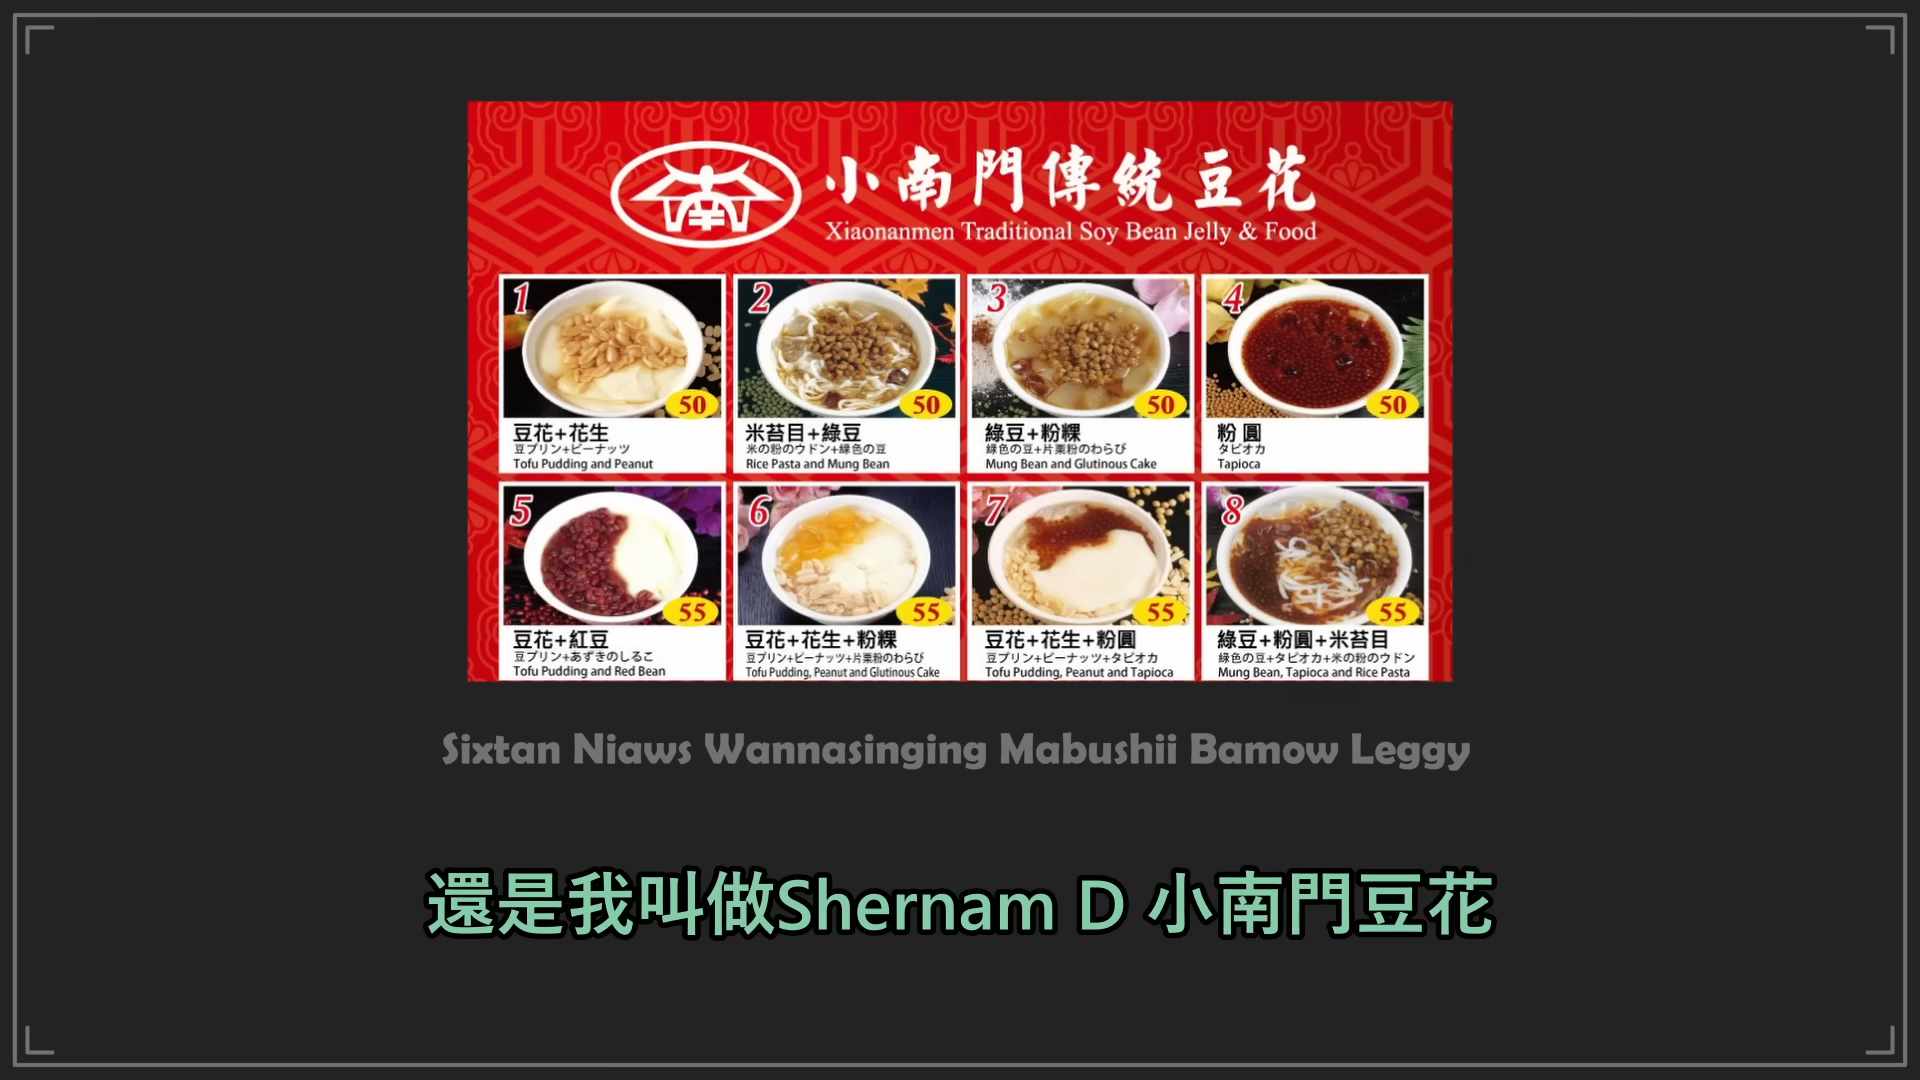 南
小南門傳統豆花
Xiaonanmen Traditional Soy Bean Jelly & Food
1
50
豆花+花生
豆プリン+ピーナッツ
Tofu Pudding and Peanut
2
50
米苔目+綠豆
米の粉のウドン+緑色の豆
Rice Pasta and Mung Bean
3
50
綠豆+粉粿
緑色の豆+片栗粉のわらび
Mung Bean and Glutinous Cake
4
50
粉 圓
タピオカ
Tapioca
5
55
豆花+紅豆
豆プリン+あずきのしるこ
Tofu Pudding and Red Bean
6
55
豆花+花生+粉粿
豆プリン+ピーナッツ+片栗粉のわらび
Tofu Pudding, Peanut and Glutinous Cake
7
55
豆花+花生+粉圓
豆プリン+ピーナッツ+タピオカ
Tofu Pudding, Peanut and Tapioca
8
55
綠豆+粉圓+米苔目
緑色の豆+タピオカ+米の粉のウドン
Mung Bean, Tapioca and Rice Pasta
Sixtan Niaws Wannasinging Mabushii Bamow Leggy
還是我叫做Shernam D 小南門豆花